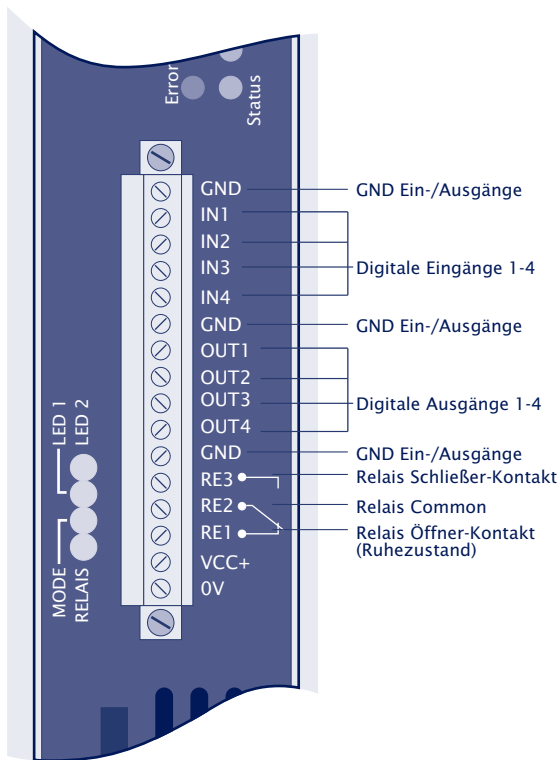 Error
Status
GND
GND Ein-/Ausgänge
IN1
IN2
IN3
Digitale Eingänge 1-4
IN4
GND
GND Ein-/Ausgänge
OUT1
OUT2
OUT3
Digitale Ausgänge 1-4
OUT4
GND
GND Ein-/Ausgänge
RE3
Relais Schließer-Kontakt
RE2
Relais Common
RE1
Relais Öffner-Kontakt
(Ruhezustand)
VCC+
0V
LED 1
LED 2
MODE
RELAIS